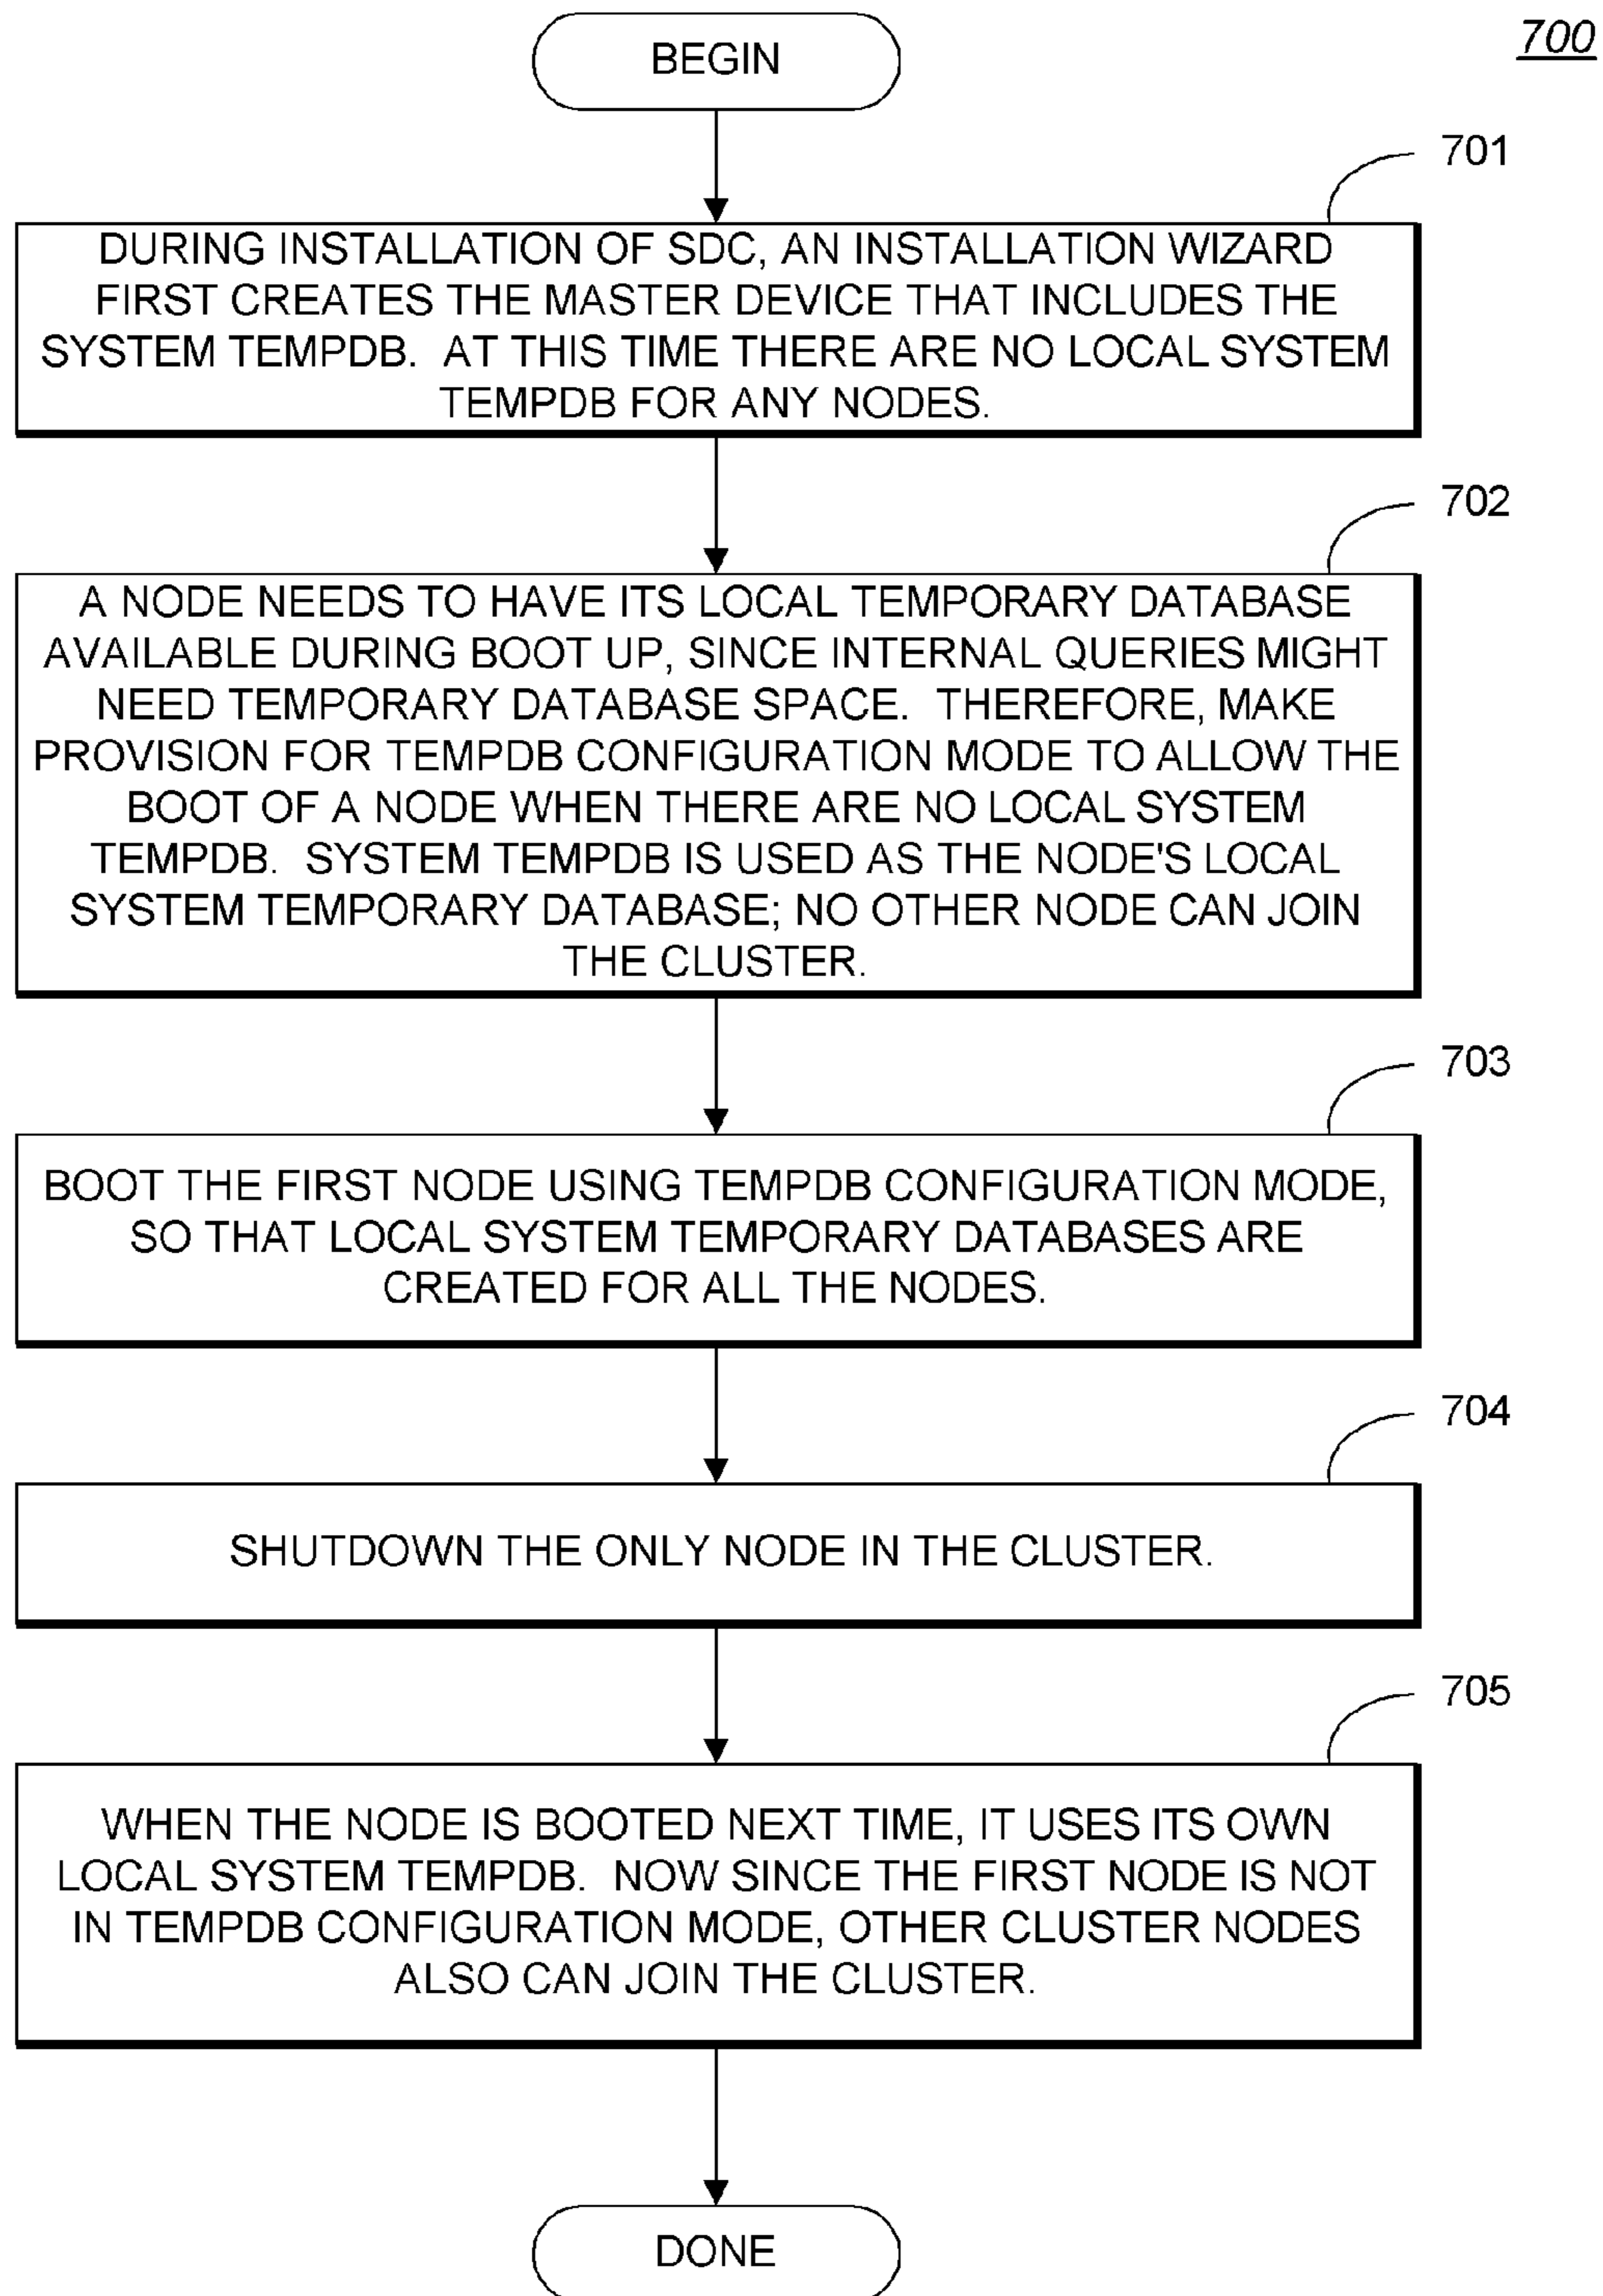 700
BEGIN
701
DURING INSTALLATION OF SDC, AN INSTALLATION WIZARD
FIRST CREATES THE MASTER DEVICE THAT INCLUDES THE
SYSTEM TEMPDB. AT THIS TIME THERE ARE NO LOCAL SYSTEM
TEMPDB FOR ANY NODES.
702
A NODE NEEDS TO HAVE ITS LOCAL TEMPORARY DATABASE
AVAILABLE DURING BOOT UP, SINCE INTERNAL QUERIES MIGHT
NEED TEMPORARY DATABASE SPACE. THEREFORE, MAKE
PROVISION FOR TEMPDB CONFIGURATION MODE TO ALLOW THE
BOOT OF A NODE WHEN THERE ARE NO LOCAL SYSTEM
TEMPDB. SYSTEM TEMPDB IS USED AS THE NODE'S LOCAL
SYSTEM TEMPORARY DATABASE; NO OTHER NODE CAN JOIN
THE CLUSTER.
703
BOOT THE FIRST NODE USING TEMPDB CONFIGURATION MODE,
SO THAT LOCAL SYSTEM TEMPORARY DATABASES ARE
CREATED FOR ALL THE NODES.
704
SHUTDOWN THE ONLY NODE IN THE CLUSTER.
705
WHEN THE NODE IS BOOTED NEXT TIME, IT USES ITS OWN
LOCAL SYSTEM TEMPDB. NOW SINCE THE FIRST NODE IS NOT
IN TEMPDB CONFIGURATION MODE, OTHER CLUSTER NODES
ALSO CAN JOIN THE CLUSTER.
DONE